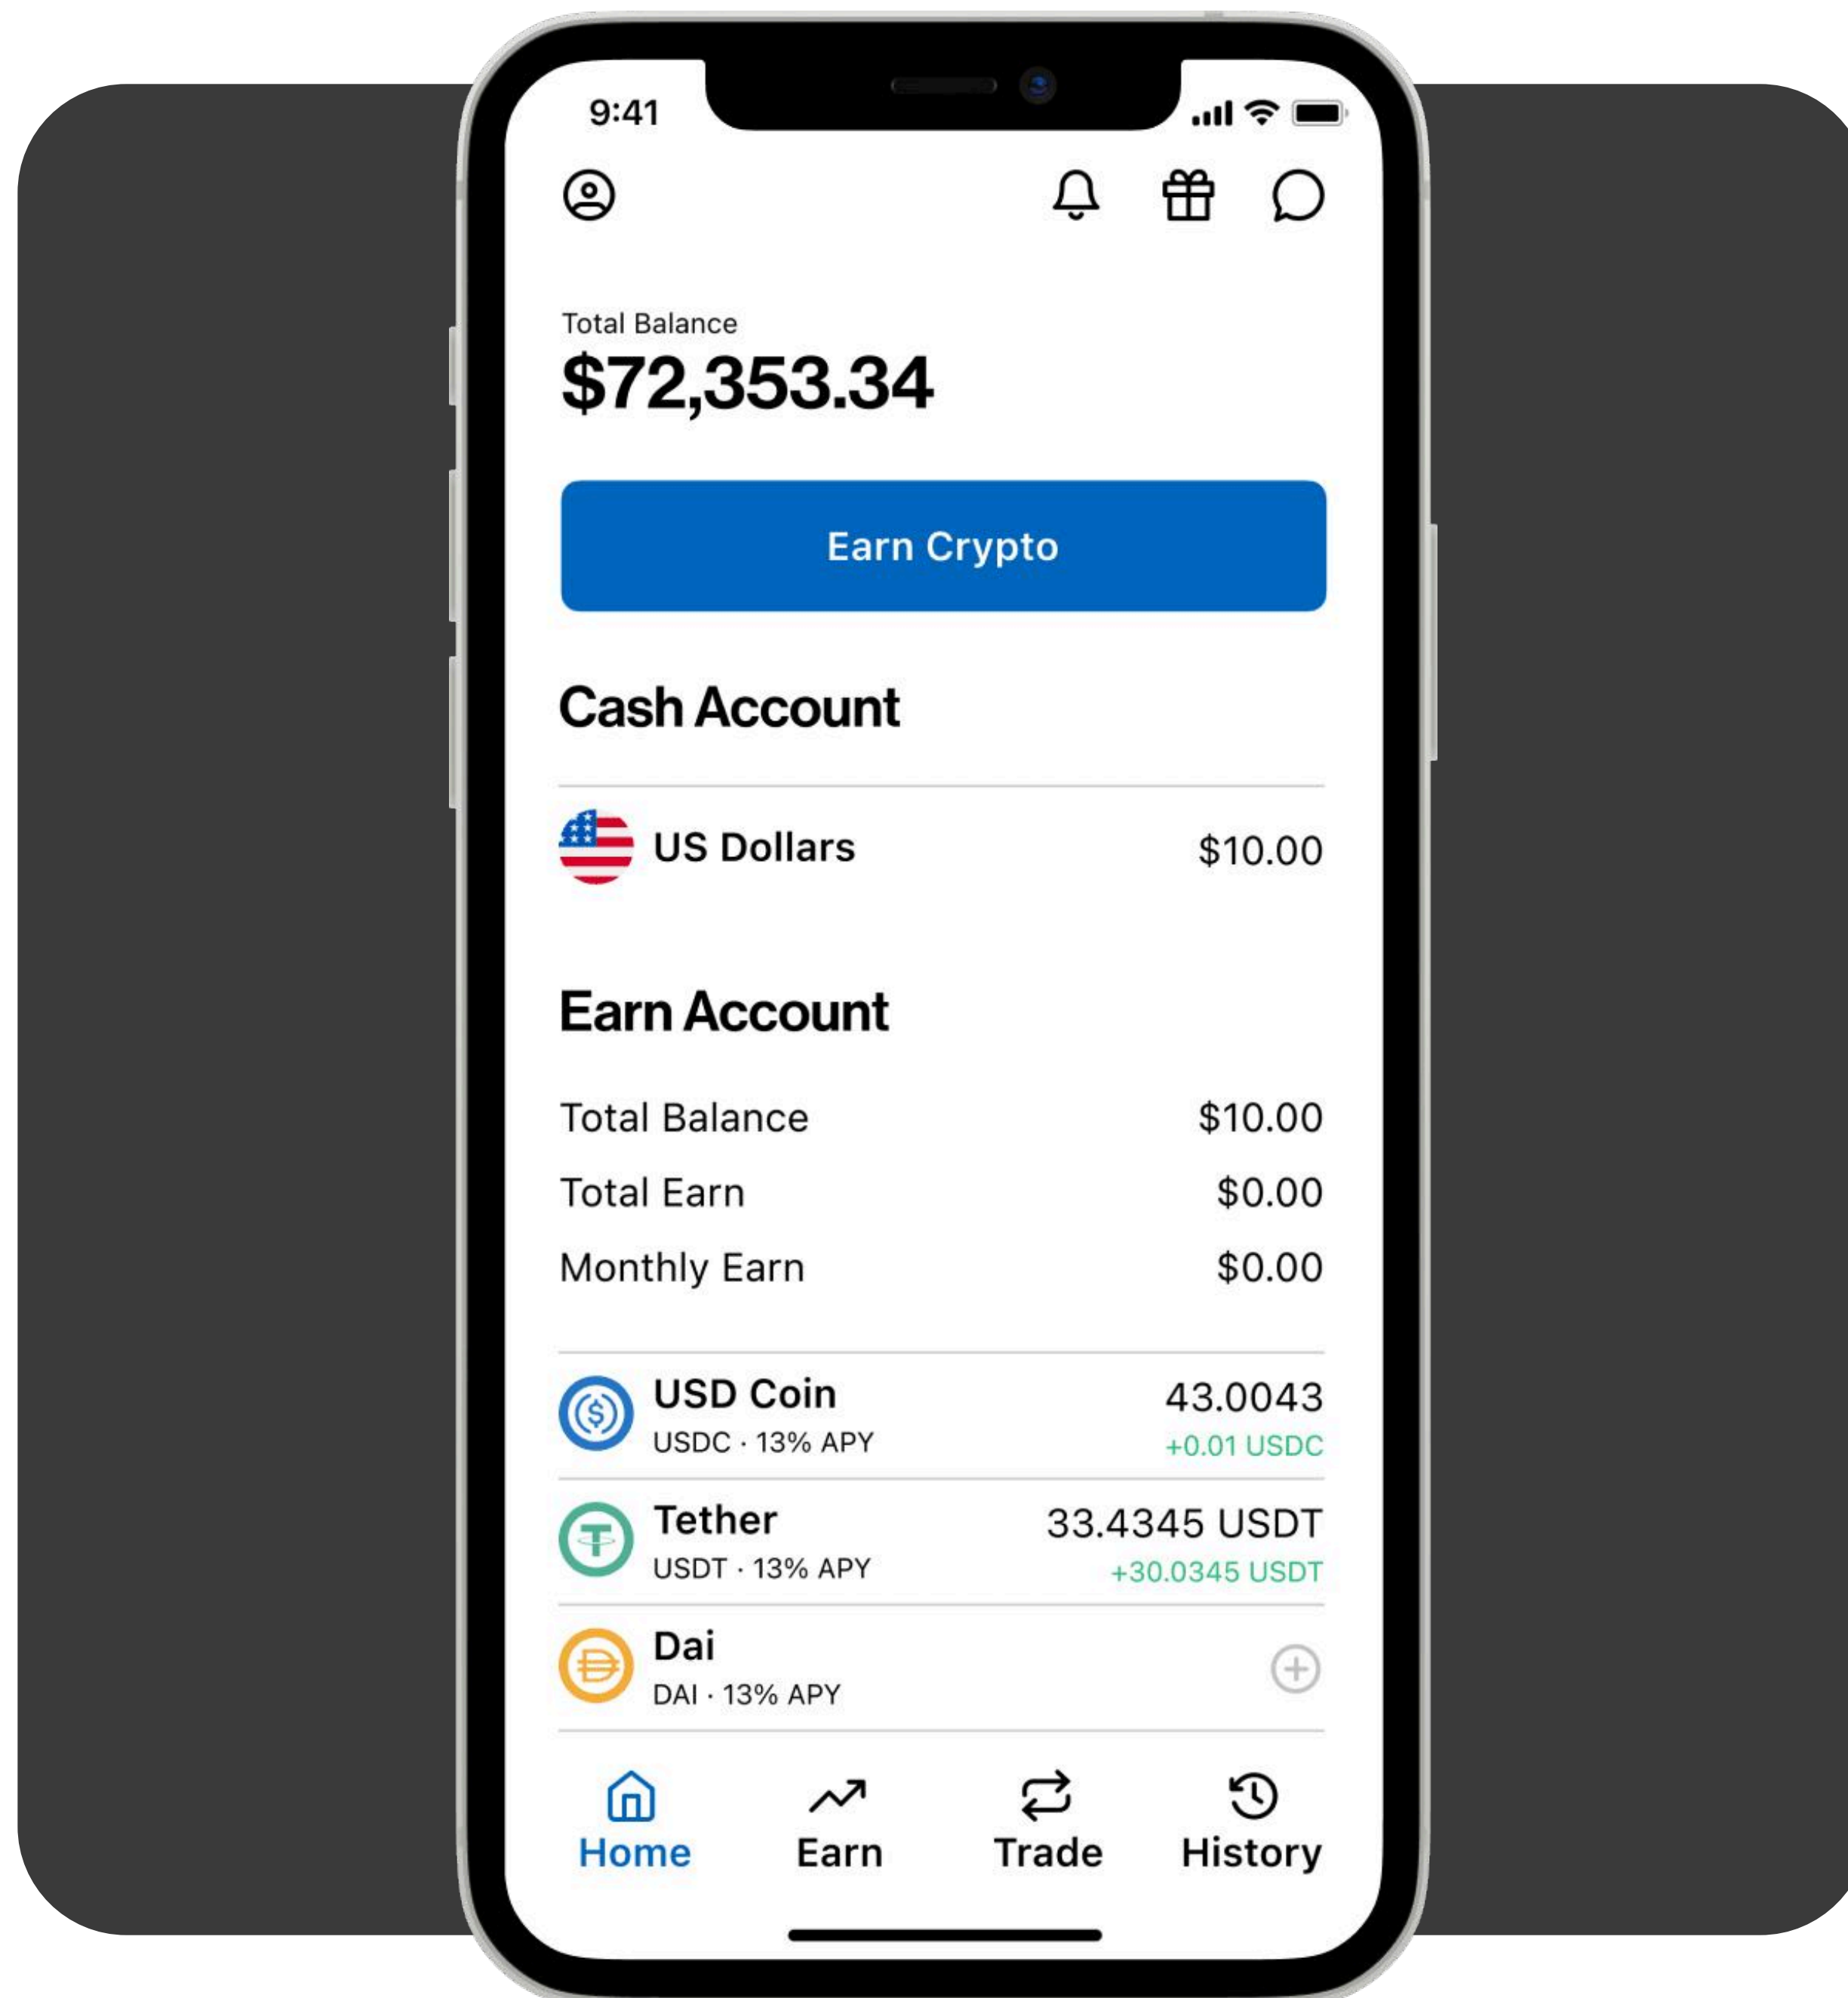 9:41
Total Balance
$72,353.34
Earn Crypto
Cash Account
US Dollars $10.00
Earn Account
Total Balance $10.00
Total Earn $0.00
Monthly Earn $0.00
USD Coin 43.0043
USDC · 13% APY +0.01 USDC
Tether 33.4345 USDT
USDT · 13% APY +30.0345 USDT
Dai
DAI · 13% APY
Home Earn Trade History